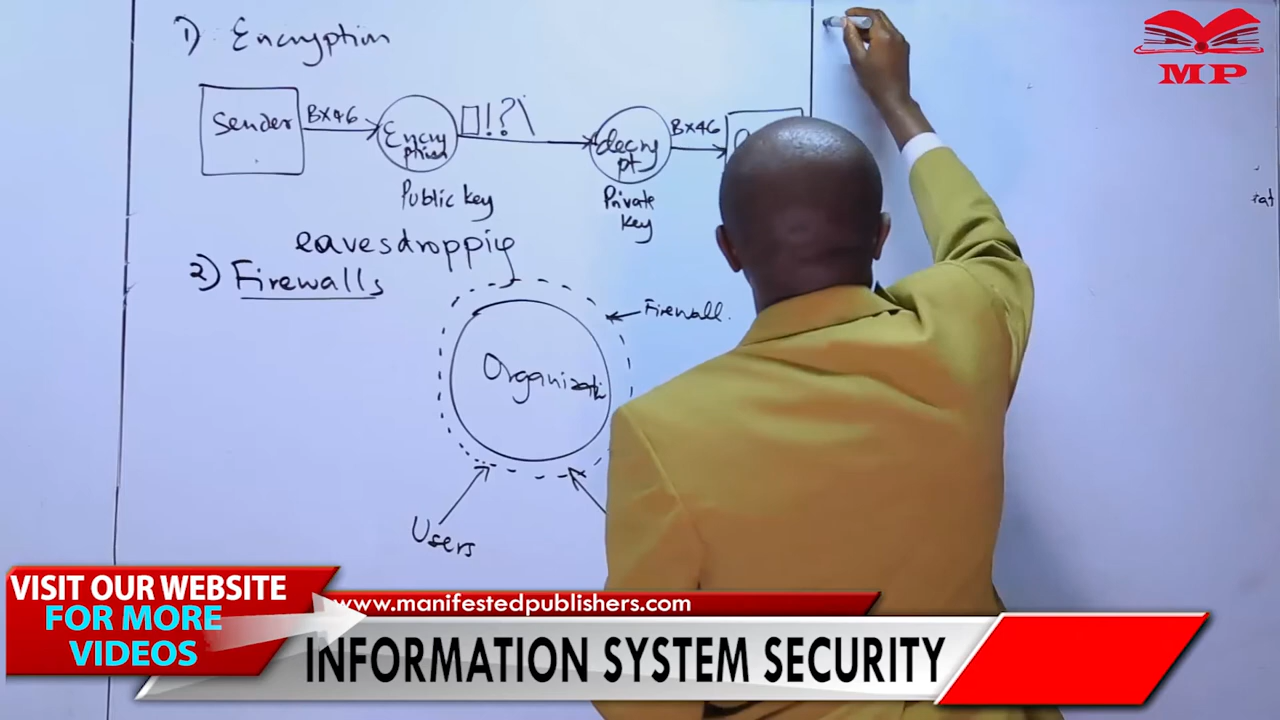 1) Encryption
Sender
BX46
Encry
ption
□!?\
decry
pt
BX46
Public key
Private
key
eavesdroppig
2) Firewalls
Firewall.
Organizati
Users
MP
VISIT OUR WEBSITE
FOR MORE
VIDEOS
www.manifestedpublishers.com
INFORMATION SYSTEM SECURITY